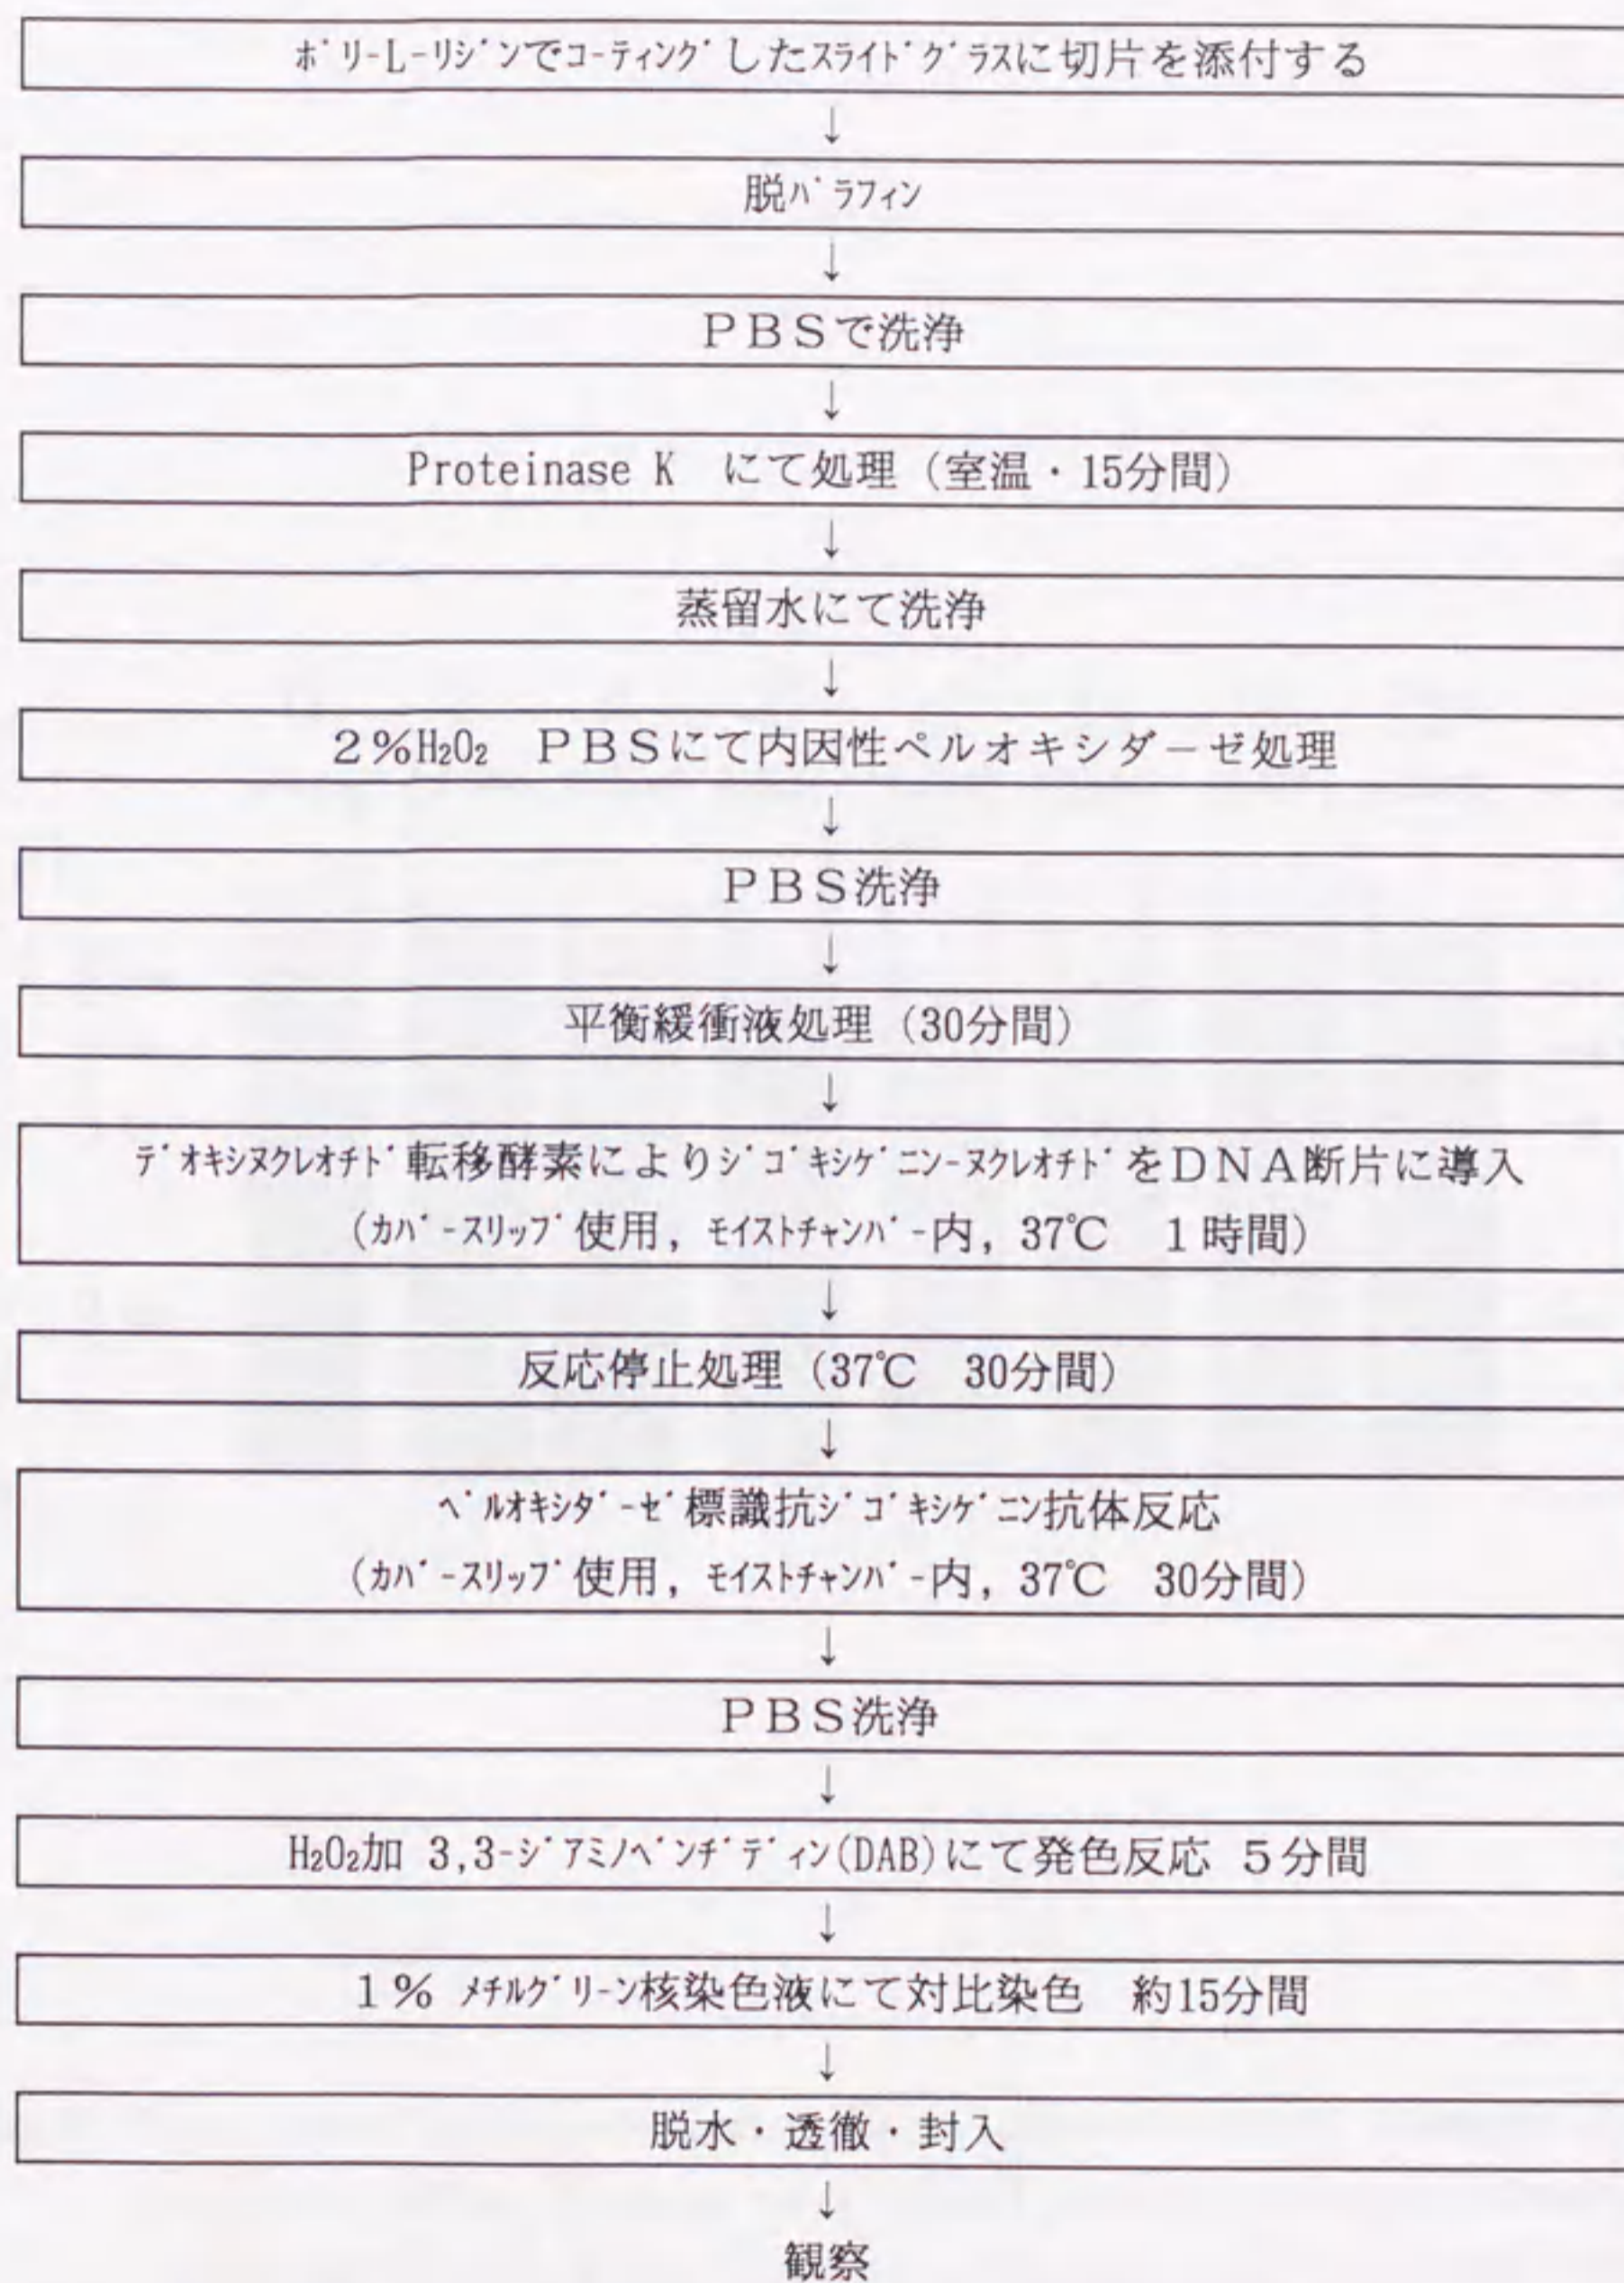 ポリ-L-リジンでコーティングしたスライドグラスに切片を添付する
↓
脱パラフィン
↓
PBSで洗浄
↓
Proteinase K にて処理（室温・15分間）
↓
蒸留水にて洗浄
↓
2%H₂O₂ PBSにて内因性ペルオキシダーゼ処理
↓
PBS洗浄
↓
平衡緩衝液処理（30分間）
↓
デオキシヌクレオチド転移酵素によりジゴキシゲニン-ヌクレオチドをDNA断片に導入
（カバースリップ使用，モイストチャンバー内，37℃ 1時間）
↓
反応停止処理（37℃ 30分間）
↓
ペルオキシダーゼ標識抗ジゴキシゲニン抗体反応
（カバースリップ使用，モイストチャンバー内，37℃ 30分間）
↓
PBS洗浄
↓
H₂O₂加 3,3-ジアミノベンヂディン(DAB)にて発色反応 5分間
↓
1% メチルグリーン核染色液にて対比染色 約15分間
↓
脱水・透徹・封入
↓
観察